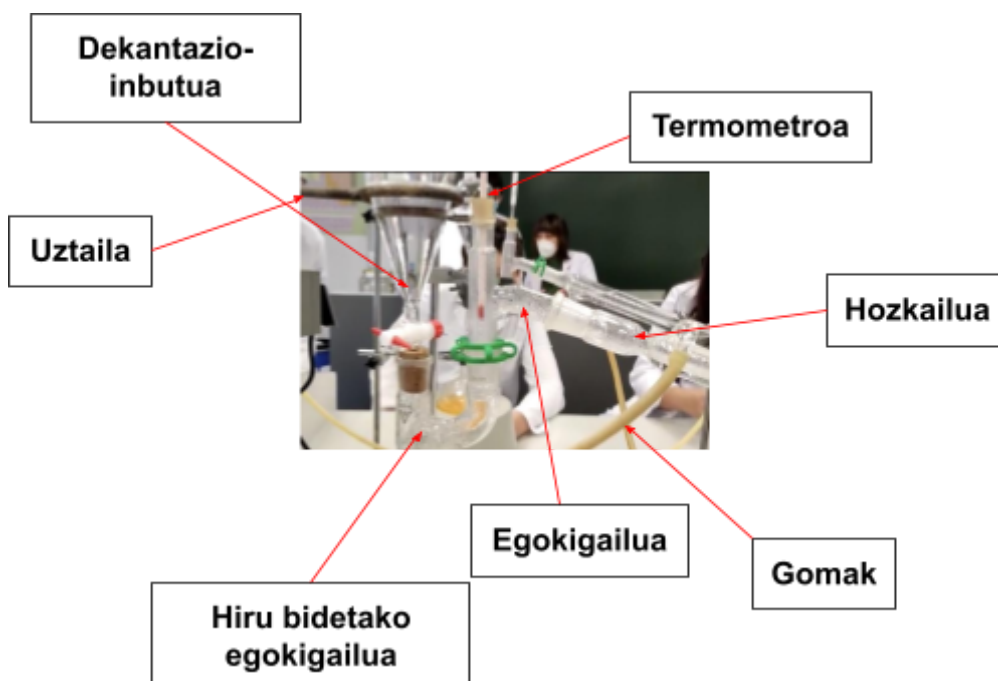 Dekantazio-
inbutua
Termometroa
Uztaila
Hozkailua
Egokigailua
Gomak
Hiru bidetako
egokigailua